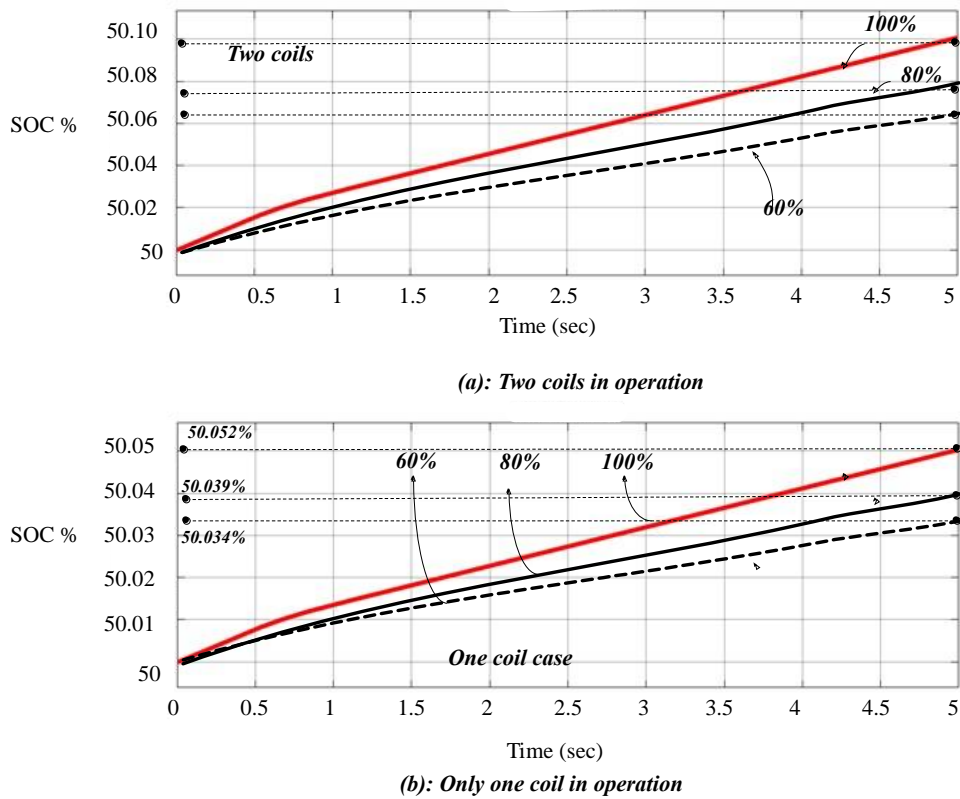 50.10
50.08
50.06
50.04
50.02
50
SOC %
Two coils
100%
80%
60%
0 0.5 1 1.5 2 2.5 3 3.5 4 4.5 5
Time (sec)
(a): Two coils in operation
50.05
50.04
50.03
50.02
50.01
50
SOC %
50.052%
50.039%
50.034%
60% 80% 100%
One coil case
0 0.5 1 1.5 2 2.5 3 3.5 4 4.5 5
Time (sec)
(b): Only one coil in operation